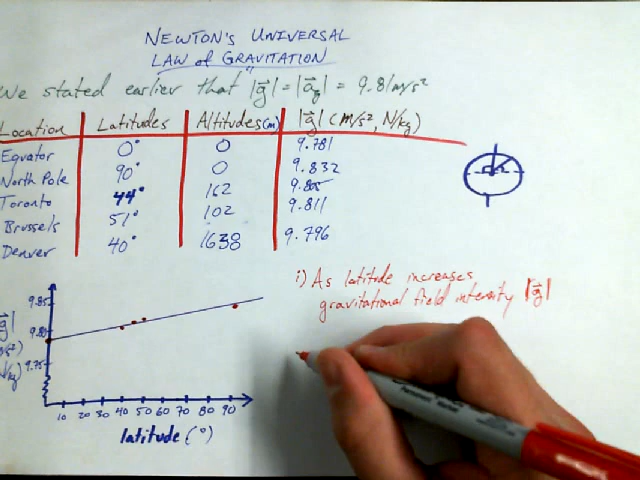 NEWTON'S UNIVERSAL
LAW of GRAVITATION
We stated earlier that |g⃗| = |a⃗g| = 9.81m/s²
Location Latitudes Altitudes(m) |g⃗| (m/s², N/kg)
Equator 0° 0 9.781
North Pole 90° 0 9.832
Toronto 44° 162 9.805
Brussels 51° 102 9.811
Denver 40° 1638 9.796
i) As latitude increases
gravitational field intensity |g⃗|
9.85
9.80
9.75
10 20 30 40 50 60 70 80 90
latitude (°)